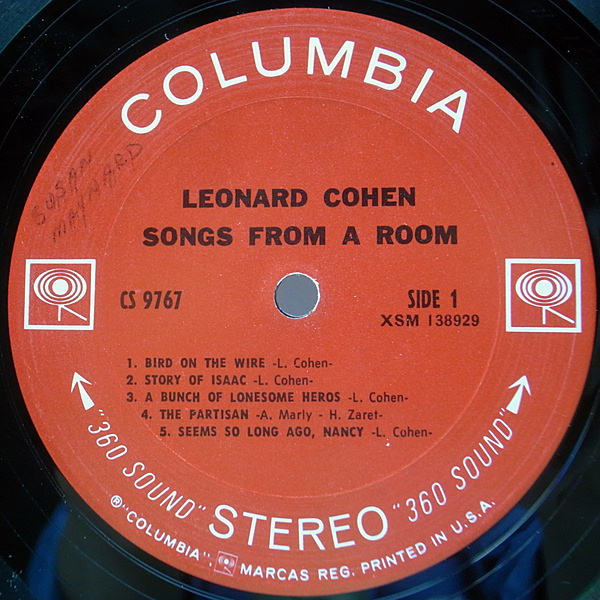 COLUMBIA
SUSAN
MAYNARD
LEONARD COHEN
SONGS FROM A ROOM
CS 9767
SIDE 1
XSM 138929
1. BIRD ON THE WIRE -L. Cohen-
2. STORY OF ISAAC -L. Cohen-
3. A BUNCH OF LONESOME HEROS -L. Cohen-
4. THE PARTISAN -A. Marly - H. Zaret-
5. SEEMS SO LONG AGO, NANCY -L. Cohen-
"360 SOUND" STEREO "360 SOUND"
® "COLUMBIA", MARCAS REG. PRINTED IN U.S.A.